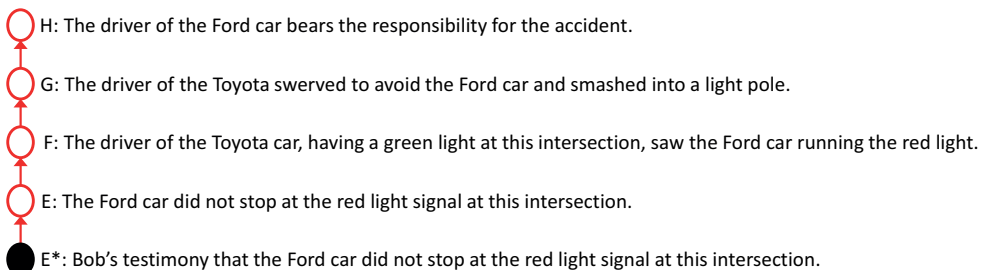 H: The driver of the Ford car bears the responsibility for the accident.
G: The driver of the Toyota swerved to avoid the Ford car and smashed into a light pole.
F: The driver of the Toyota car, having a green light at this intersection, saw the Ford car running the red light.
E: The Ford car did not stop at the red light signal at this intersection.
E*: Bob’s testimony that the Ford car did not stop at the red light signal at this intersection.